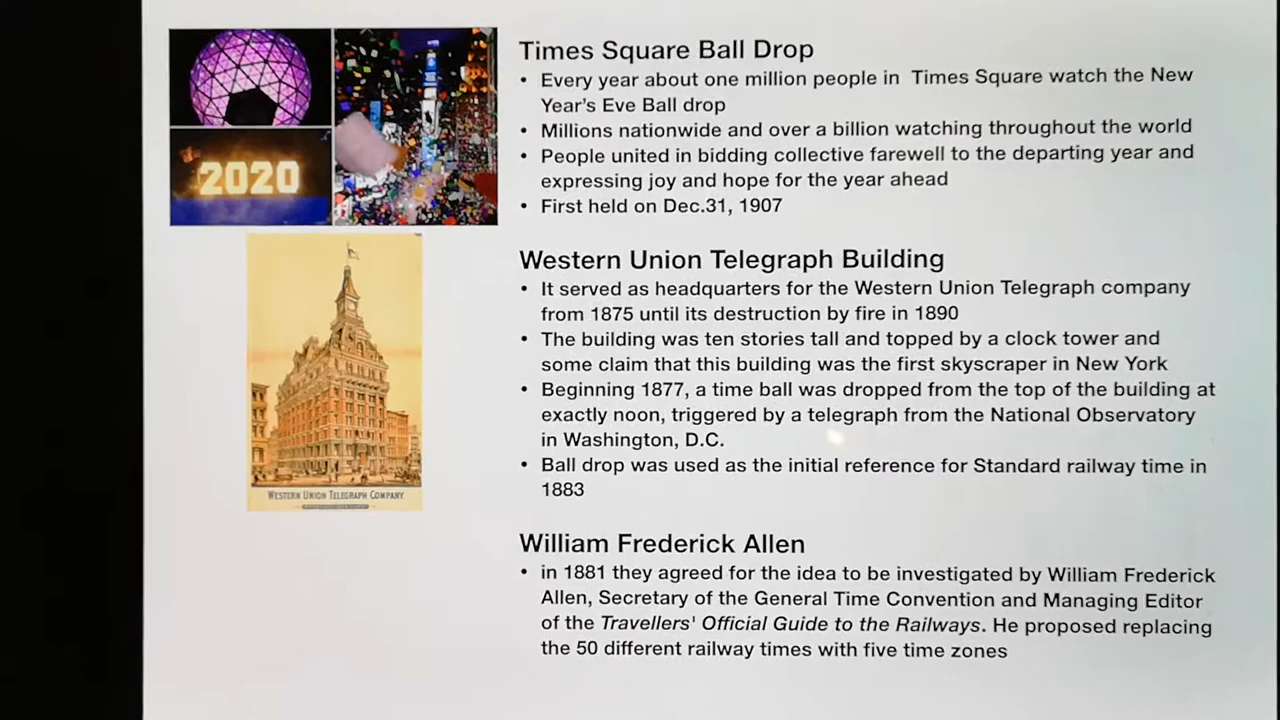 2020
WESTERN UNION TELEGRAPH COMPANY.
Times Square Ball Drop
• Every year about one million people in Times Square watch the New
Year's Eve Ball drop
• Millions nationwide and over a billion watching throughout the world
• People united in bidding collective farewell to the departing year and
expressing joy and hope for the year ahead
• First held on Dec.31, 1907
Western Union Telegraph Building
• It served as headquarters for the Western Union Telegraph company
from 1875 until its destruction by fire in 1890
• The building was ten stories tall and topped by a clock tower and
some claim that this building was the first skyscraper in New York
• Beginning 1877, a time ball was dropped from the top of the building at
exactly noon, triggered by a telegraph from the National Observatory
in Washington, D.C.
• Ball drop was used as the initial reference for Standard railway time in
1883
William Frederick Allen
• in 1881 they agreed for the idea to be investigated by William Frederick
Allen, Secretary of the General Time Convention and Managing Editor
of the Travellers' Official Guide to the Railways. He proposed replacing
the 50 different railway times with five time zones